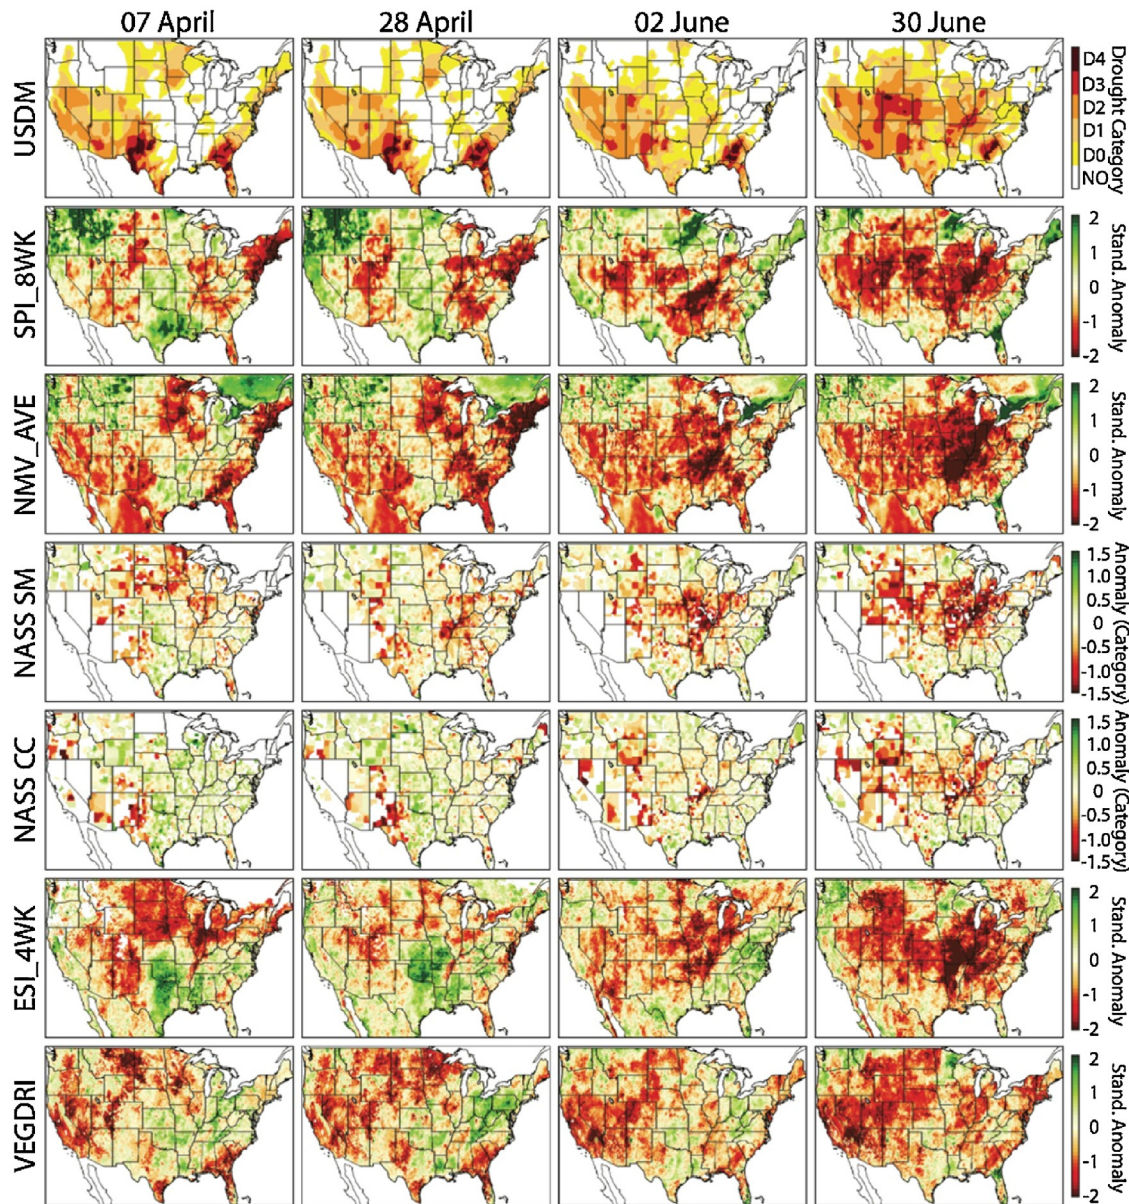 07 April 28 April 02 June 30 June
USDM
D4
D3
D2
D1
D0
NO
Drought Category
SPI_8WK
2
1
0
-1
-2
Stand. Anomaly
NMV_AVE
2
1
0
-1
-2
Stand. Anomaly
NASS SM
1.5
1.0
0.5
0
-0.5
-1.0
-1.5
Anomaly (Category)
NASS CC
1.5
1.0
0.5
0
-0.5
-1.0
-1.5
Anomaly (Category)
ESI_4WK
2
1
0
-1
-2
Stand. Anomaly
VEGDRI
2
1
0
-1
-2
Stand. Anomaly